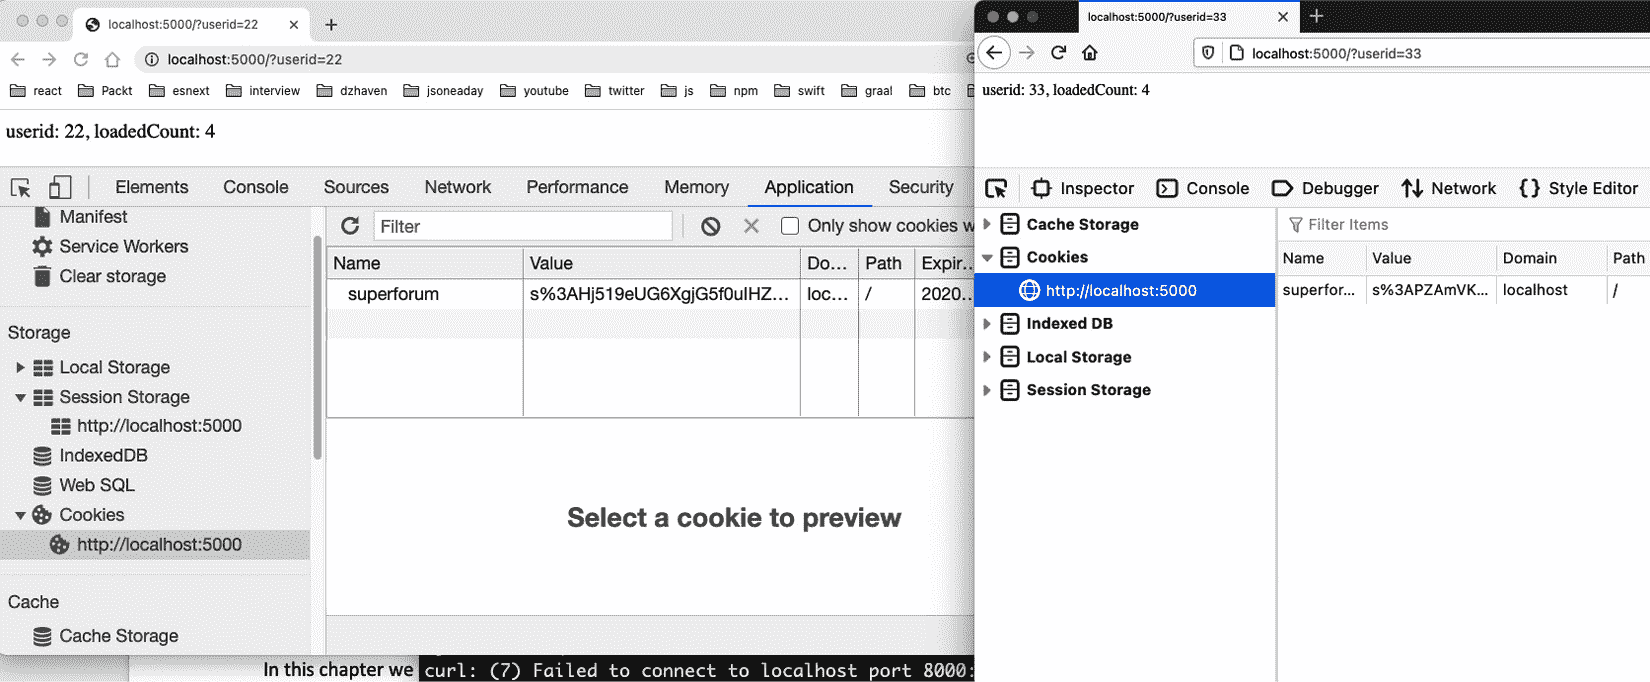 localhost:5000/?userid=22
localhost:5000/?userid=22
react Packt esnext interview dzhaven jsoneaday youtube twitter js npm swift graal btc
userid: 22, loadedCount: 4
Elements Console Sources Network Performance Memory Application Security
Manifest
Service Workers
Clear storage
Storage
Local Storage
Session Storage
http://localhost:5000
IndexedDB
Web SQL
Cookies
http://localhost:5000
Cache
Cache Storage
Filter Only show cookies w
Name Value Do... Path Expir...
superforum s%3AHj519eUG6XgjG5f0uIHZ... loc... / 2020...
Select a cookie to preview
In this chapter we
curl: (7) Failed to connect to localhost port 8000:
localhost:5000/?userid=33
localhost:5000/?userid=33
userid: 33, loadedCount: 4
Inspector Console Debugger Network {} Style Editor
Cache Storage
Cookies
http://localhost:5000
Indexed DB
Local Storage
Session Storage
Filter Items
Name Value Domain Path
superfor... s%3APZAmVK... localhost /